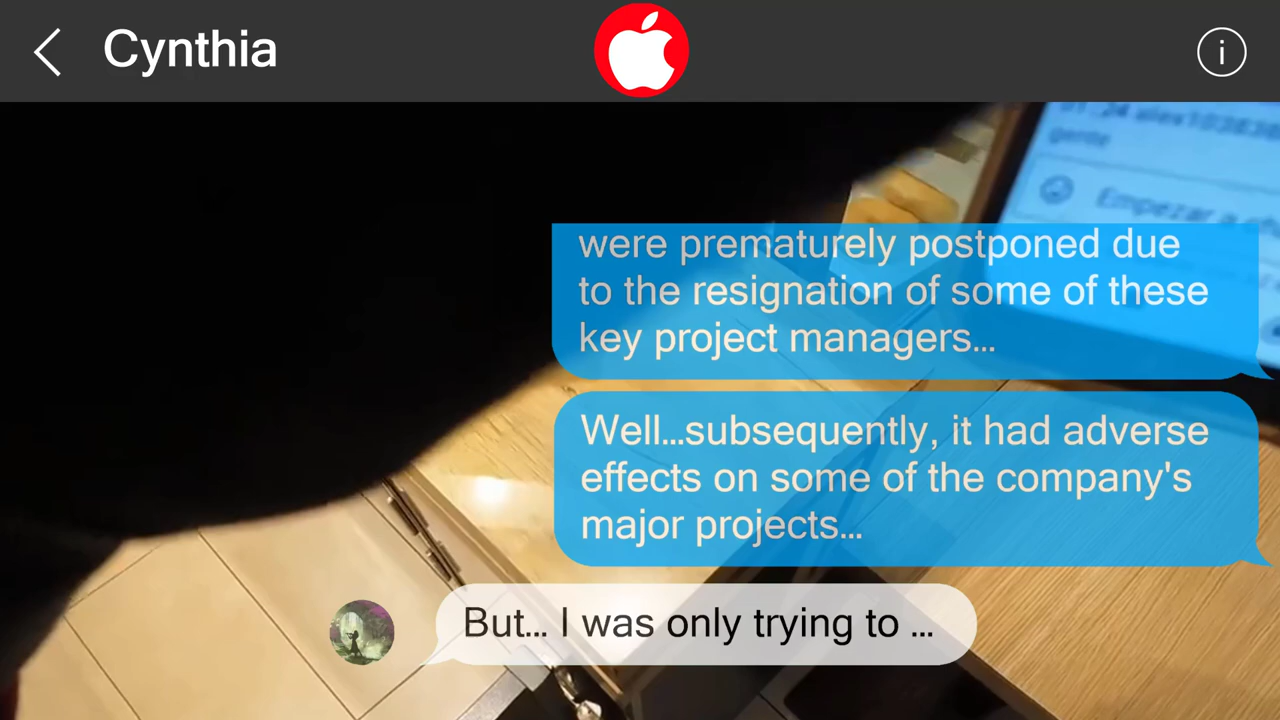 Cynthia
i
gente
Empezar a
were prematurely postponed due
to the resignation of some of these
key project managers...
Well...subsequently, it had adverse
effects on some of the company's
major projects...
But... I was only trying to ...